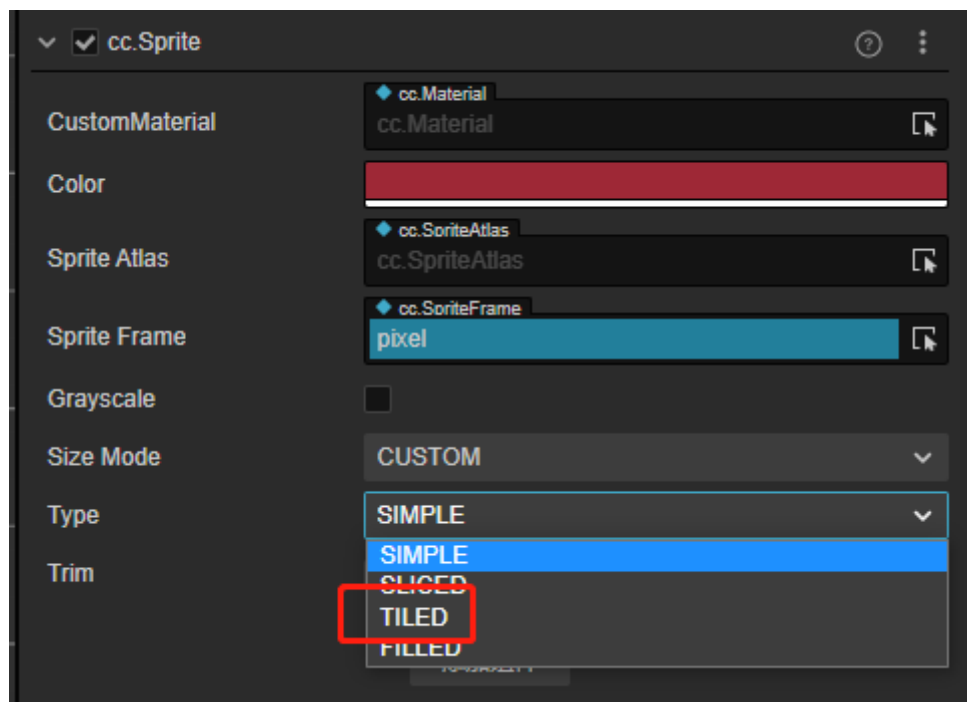 cc.Sprite
cc.Material
CustomMaterial
cc.Material
Color
cc.SpriteAtlas
Sprite Atlas
cc.SpriteAtlas
cc.SpriteFrame
Sprite Frame
pixel
Grayscale
Size Mode
CUSTOM
Type
SIMPLE
SIMPLE
Trim
SLICED
TILED
FILLED